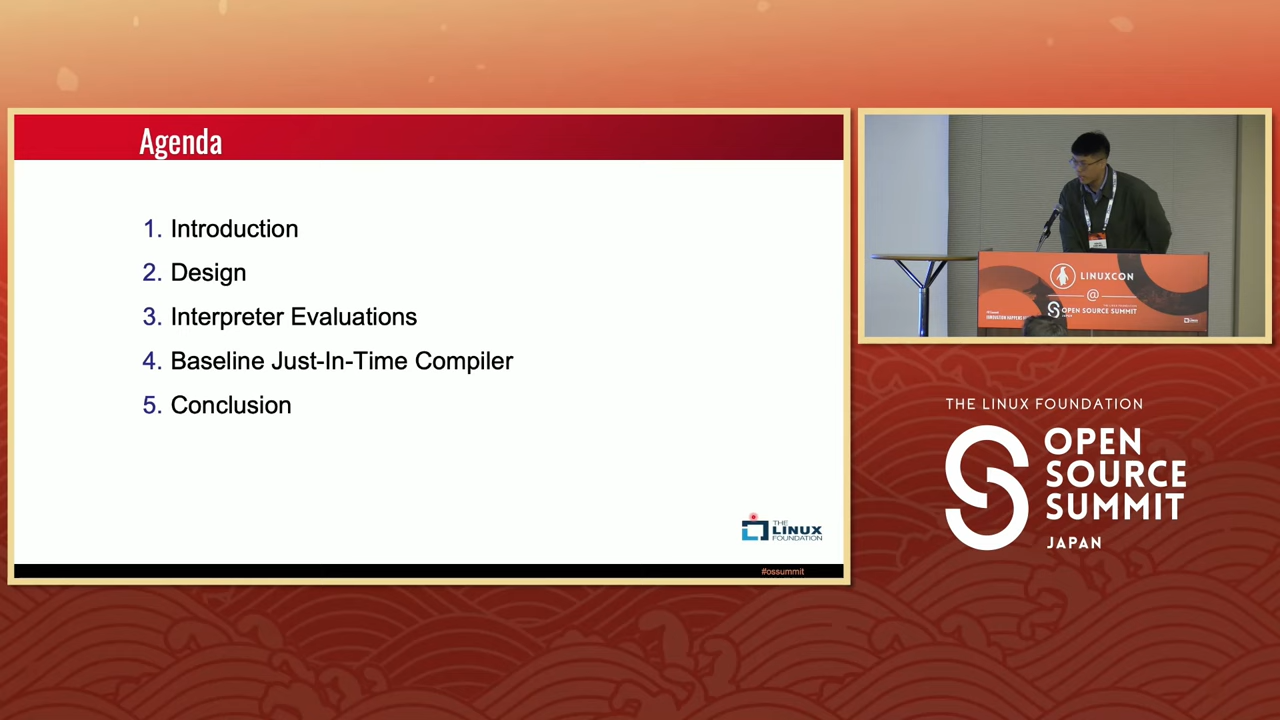 Agenda
1. Introduction
2. Design
3. Interpreter Evaluations
4. Baseline Just-In-Time Compiler
5. Conclusion
THE
LINUX
FOUNDATION
#ossummit
LINUXCON
@
OPEN SOURCE SUMMIT
THE LINUX FOUNDATION
OPEN
SOURCE
SUMMIT
JAPAN